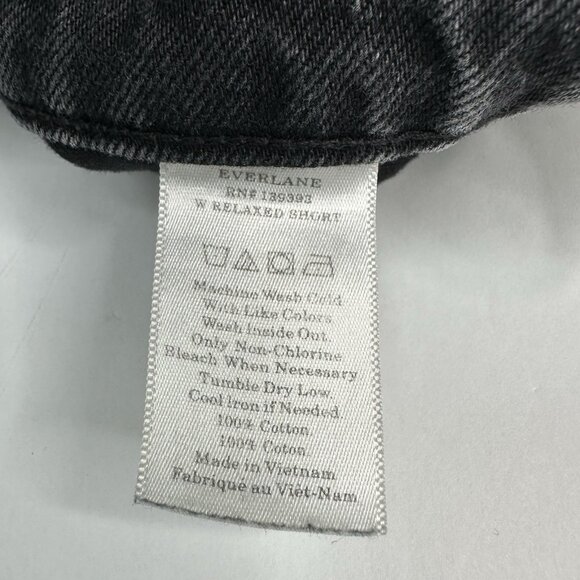 EVERLANE
RN# 139393
W RELAXED SHORT
Machine Wash Cold
With Like Colors
Wash Inside Out.
Only Non-Chlorine
Bleach When Necessary
Tumble Dry Low.
Cool Iron if Needed
100% Cotton.
100% Coton.
Made in Vietnam
Fabriqué au Viêt-Nam